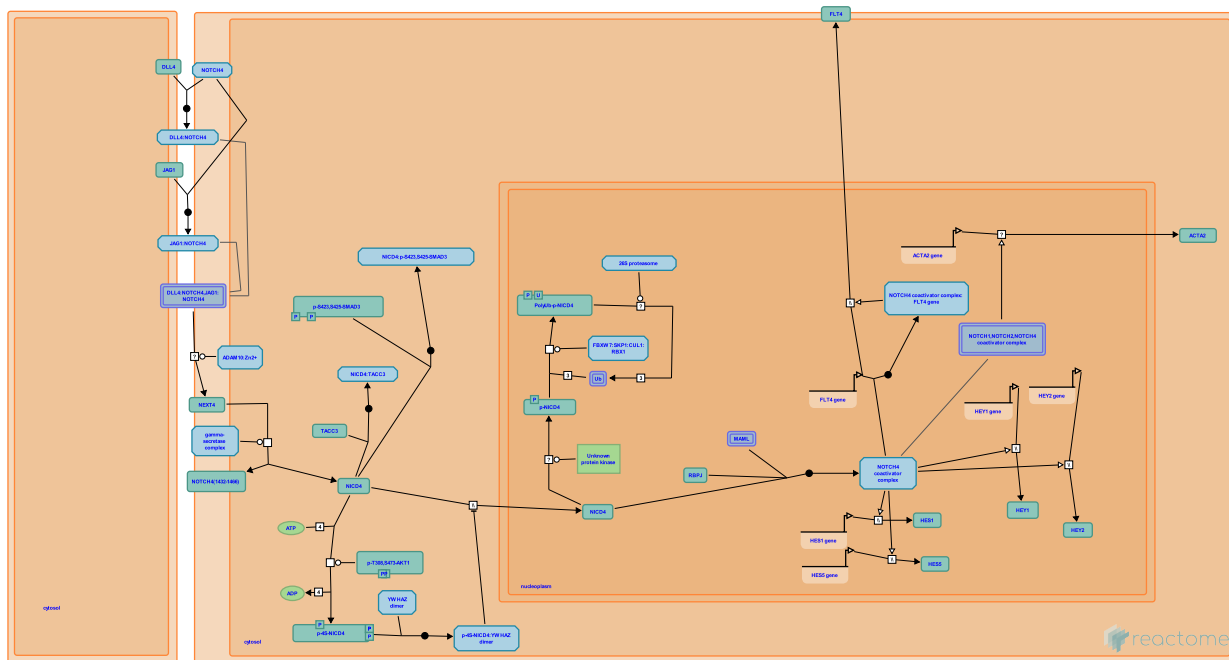 FLT4
DLL4
NOTCH4
DLL4:NOTCH4
JAG1
JAG1:NOTCH4
DLL4:NOTCH4,JAG1:
NOTCH4
?
ADAM10:Zn2+
NEXT4
gamma-
secretase
complex
NOTCH4(1432-1466)
NICD4:p-S423,S425-SMAD3
p-S423,S425-SMAD3
P
P
NICD4:TACC3
TACC3
NICD4
ATP
4
p-T308,S473-AKT1
ADP
4
P
p-4S-NICD4
P
P
YWHAZ
dimer
p-4S-NICD4:YWHAZ
dimer
cytosol
cytosol
26S proteasome
P
U
PolyUb-p-NICD4
?
FBXW7:SKP1:CUL1:
RBX1
3
Ub
3
P
p-NICD4
?
Unknown
protein kinase
NICD4
MAML
RBPJ
nucleoplasm
NOTCH4
coactivator
complex
ACTA2 gene
?
ACTA2
NOTCH4 coactivator complex:
FLT4 gene
NOTCH1,NOTCH2,NOTCH4
coactivator complex
FLT4 gene
HEY1 gene
HEY2 gene
HES1 gene
HES1
HES5 gene
HES5
HEY1
HEY2
reactome